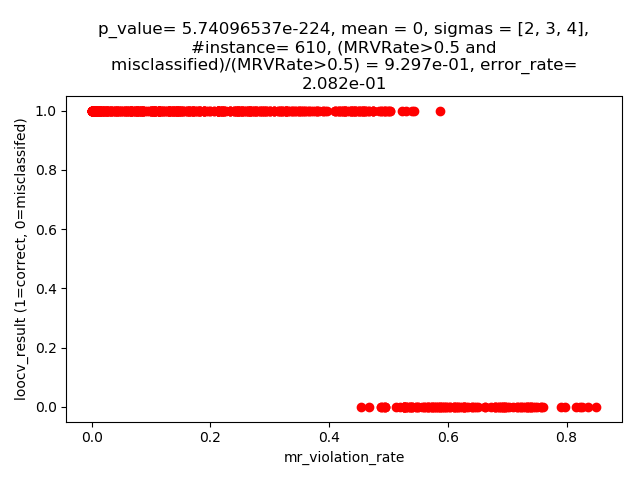 p_value= 5.74096537e-224, mean = 0, sigmas = [2, 3, 4],
#instance= 610, (MRVRate>0.5 and
misclassified)/(MRVRate>0.5) = 9.297e-01, error_rate=
2.082e-01
loocv_result (1=correct, 0=misclassifed)
1.0
0.8
0.6
0.4
0.2
0.0
0.0 0.2 0.4 0.6 0.8
mr_violation_rate